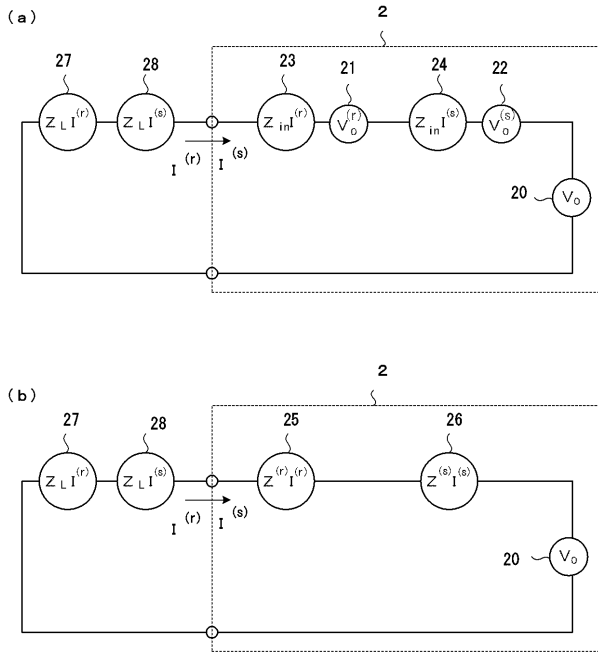 (a)
2
27 28 23 21 24 22
Z_L I^(r) Z_L I^(s) Z_in I^(r) V_0^(r) Z_in I^(s) V_0^(s)
I^(r) I^(s)
20 V_0
(b)
2
27 28 25 26
Z_L I^(r) Z_L I^(s) Z^(r) I^(r) Z^(s) I^(s)
I^(r) I^(s)
20 V_0